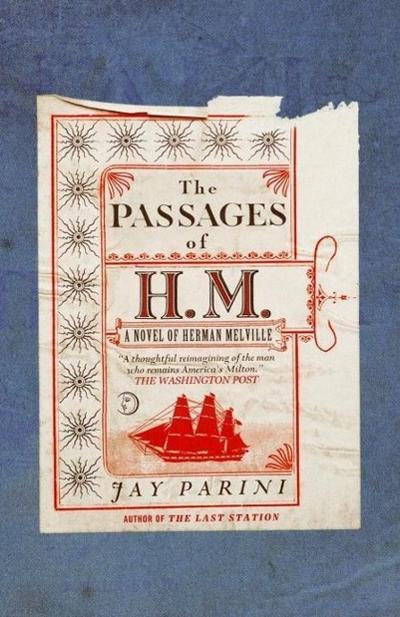 The
PASSAGES
of
H.M.
A NOVEL OF HERMAN MELVILLE
"A thoughtful reimagining of the man
who remains America's Milton."
THE WASHINGTON POST
JAY PARINI
AUTHOR OF THE LAST STATION